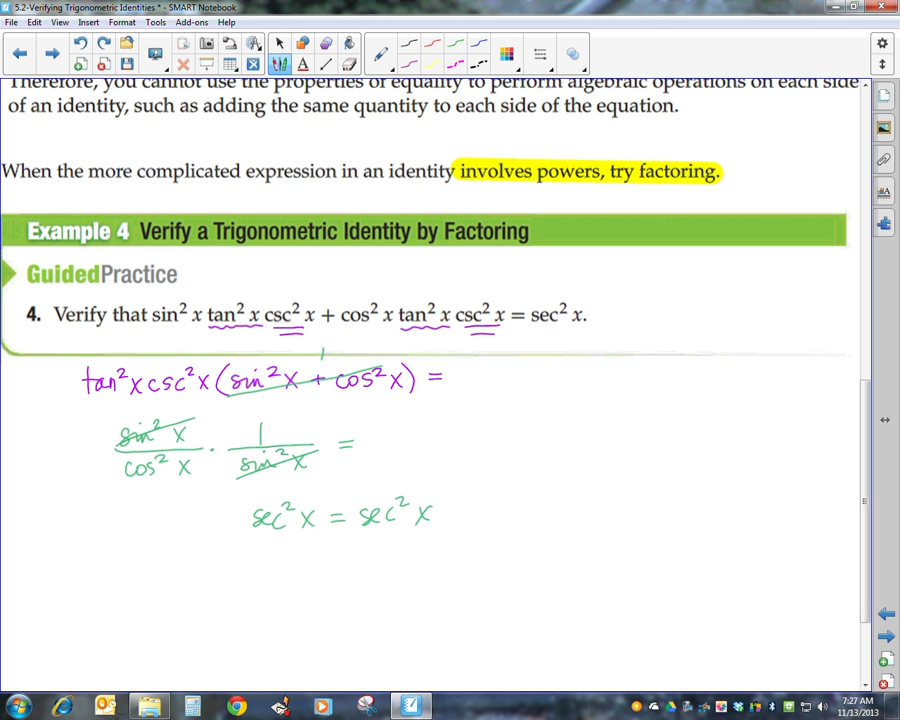 5.2-Verifying Trigonometric Identities * - SMART Notebook
File Edit View Insert Format Tools Add-ons Help
Therefore, you cannot use the properties of equality to perform algebraic operations on each side
of an identity, such as adding the same quantity to each side of the equation.
When the more complicated expression in an identity involves powers, try factoring.
Example 4 Verify a Trigonometric Identity by Factoring
GuidedPractice
4. Verify that sin² x tan² x csc² x + cos² x tan² x csc² x = sec² x.
1
tan²x csc²x (sin²x + cos²x) =
sin² x / cos² x · 1 / sin² x =
sec² x = sec² x
7:27 AM
11/13/2013